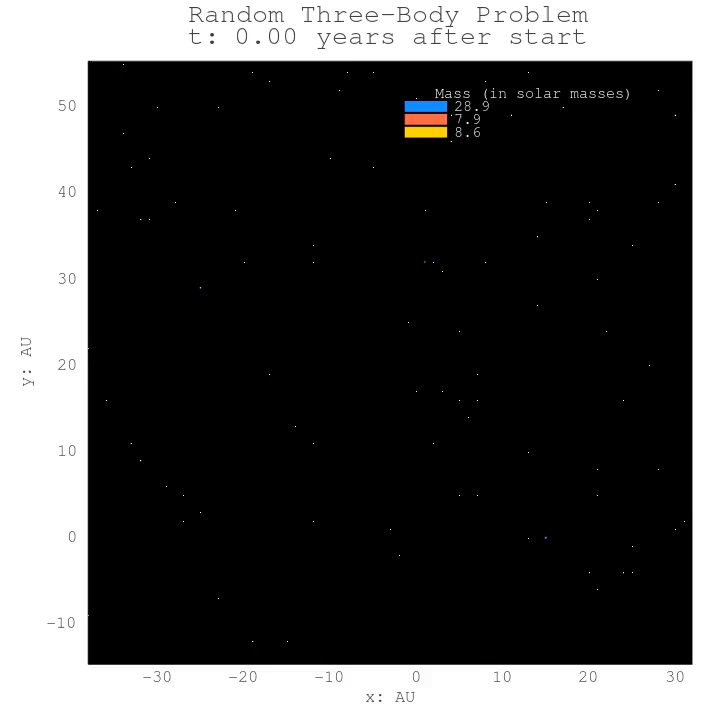 Random Three-Body Problem
t: 0.00 years after start
Mass (in solar masses)
28.9
7.9
8.6
50
40
30
20
10
0
-10
y: AU
-30 -20 -10 0 10 20 30
x: AU